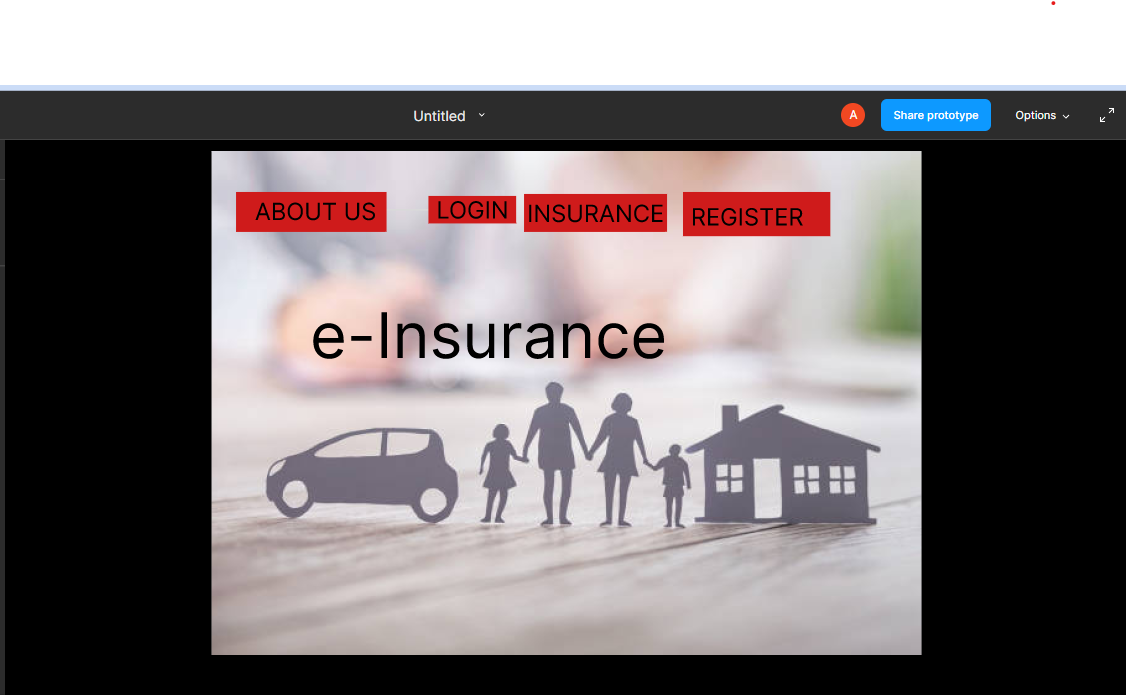 Untitled
A
Share prototype
Options
ABOUT US
LOGIN
INSURANCE
REGISTER
e-Insurance